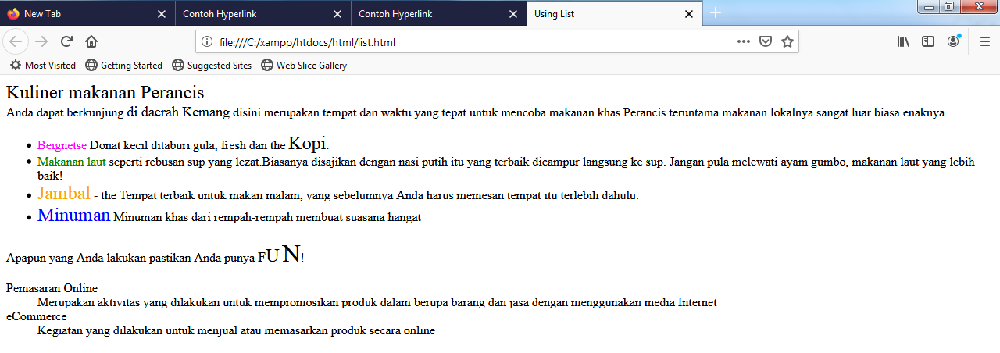 New Tab
Contoh Hyperlink
Contoh Hyperlink
Using List
file:///C:/xampp/htdocs/html/list.html
Most Visited
Getting Started
Suggested Sites
Web Slice Gallery
Kuliner makanan Perancis
Anda dapat berkunjung di daerah Kemang disini merupakan tempat dan waktu yang tepat untuk mencoba makanan khas Perancis teruntama makanan lokalnya sangat luar biasa enaknya.
Beignetse Donat kecil ditaburi gula, fresh dan the Kopi.
Makanan laut seperti rebusan sup yang lezat.Biasanya disajikan dengan nasi putih itu yang terbaik dicampur langsung ke sup. Jangan pula melewati ayam gumbo, makanan laut yang lebih
baik!
Jambal - the Tempat terbaik untuk makan malam, yang sebelumnya Anda harus memesan tempat itu terlebih dahulu.
Minuman Minuman khas dari rempah-rempah membuat suasana hangat
Apapun yang Anda lakukan pastikan Anda punya FU N!
Pemasaran Online
Merupakan aktivitas yang dilakukan untuk mempromosikan produk dalam berupa barang dan jasa dengan menggunakan media Internet
eCommerce
Kegiatan yang dilakukan untuk menjual atau memasarkan produk secara online